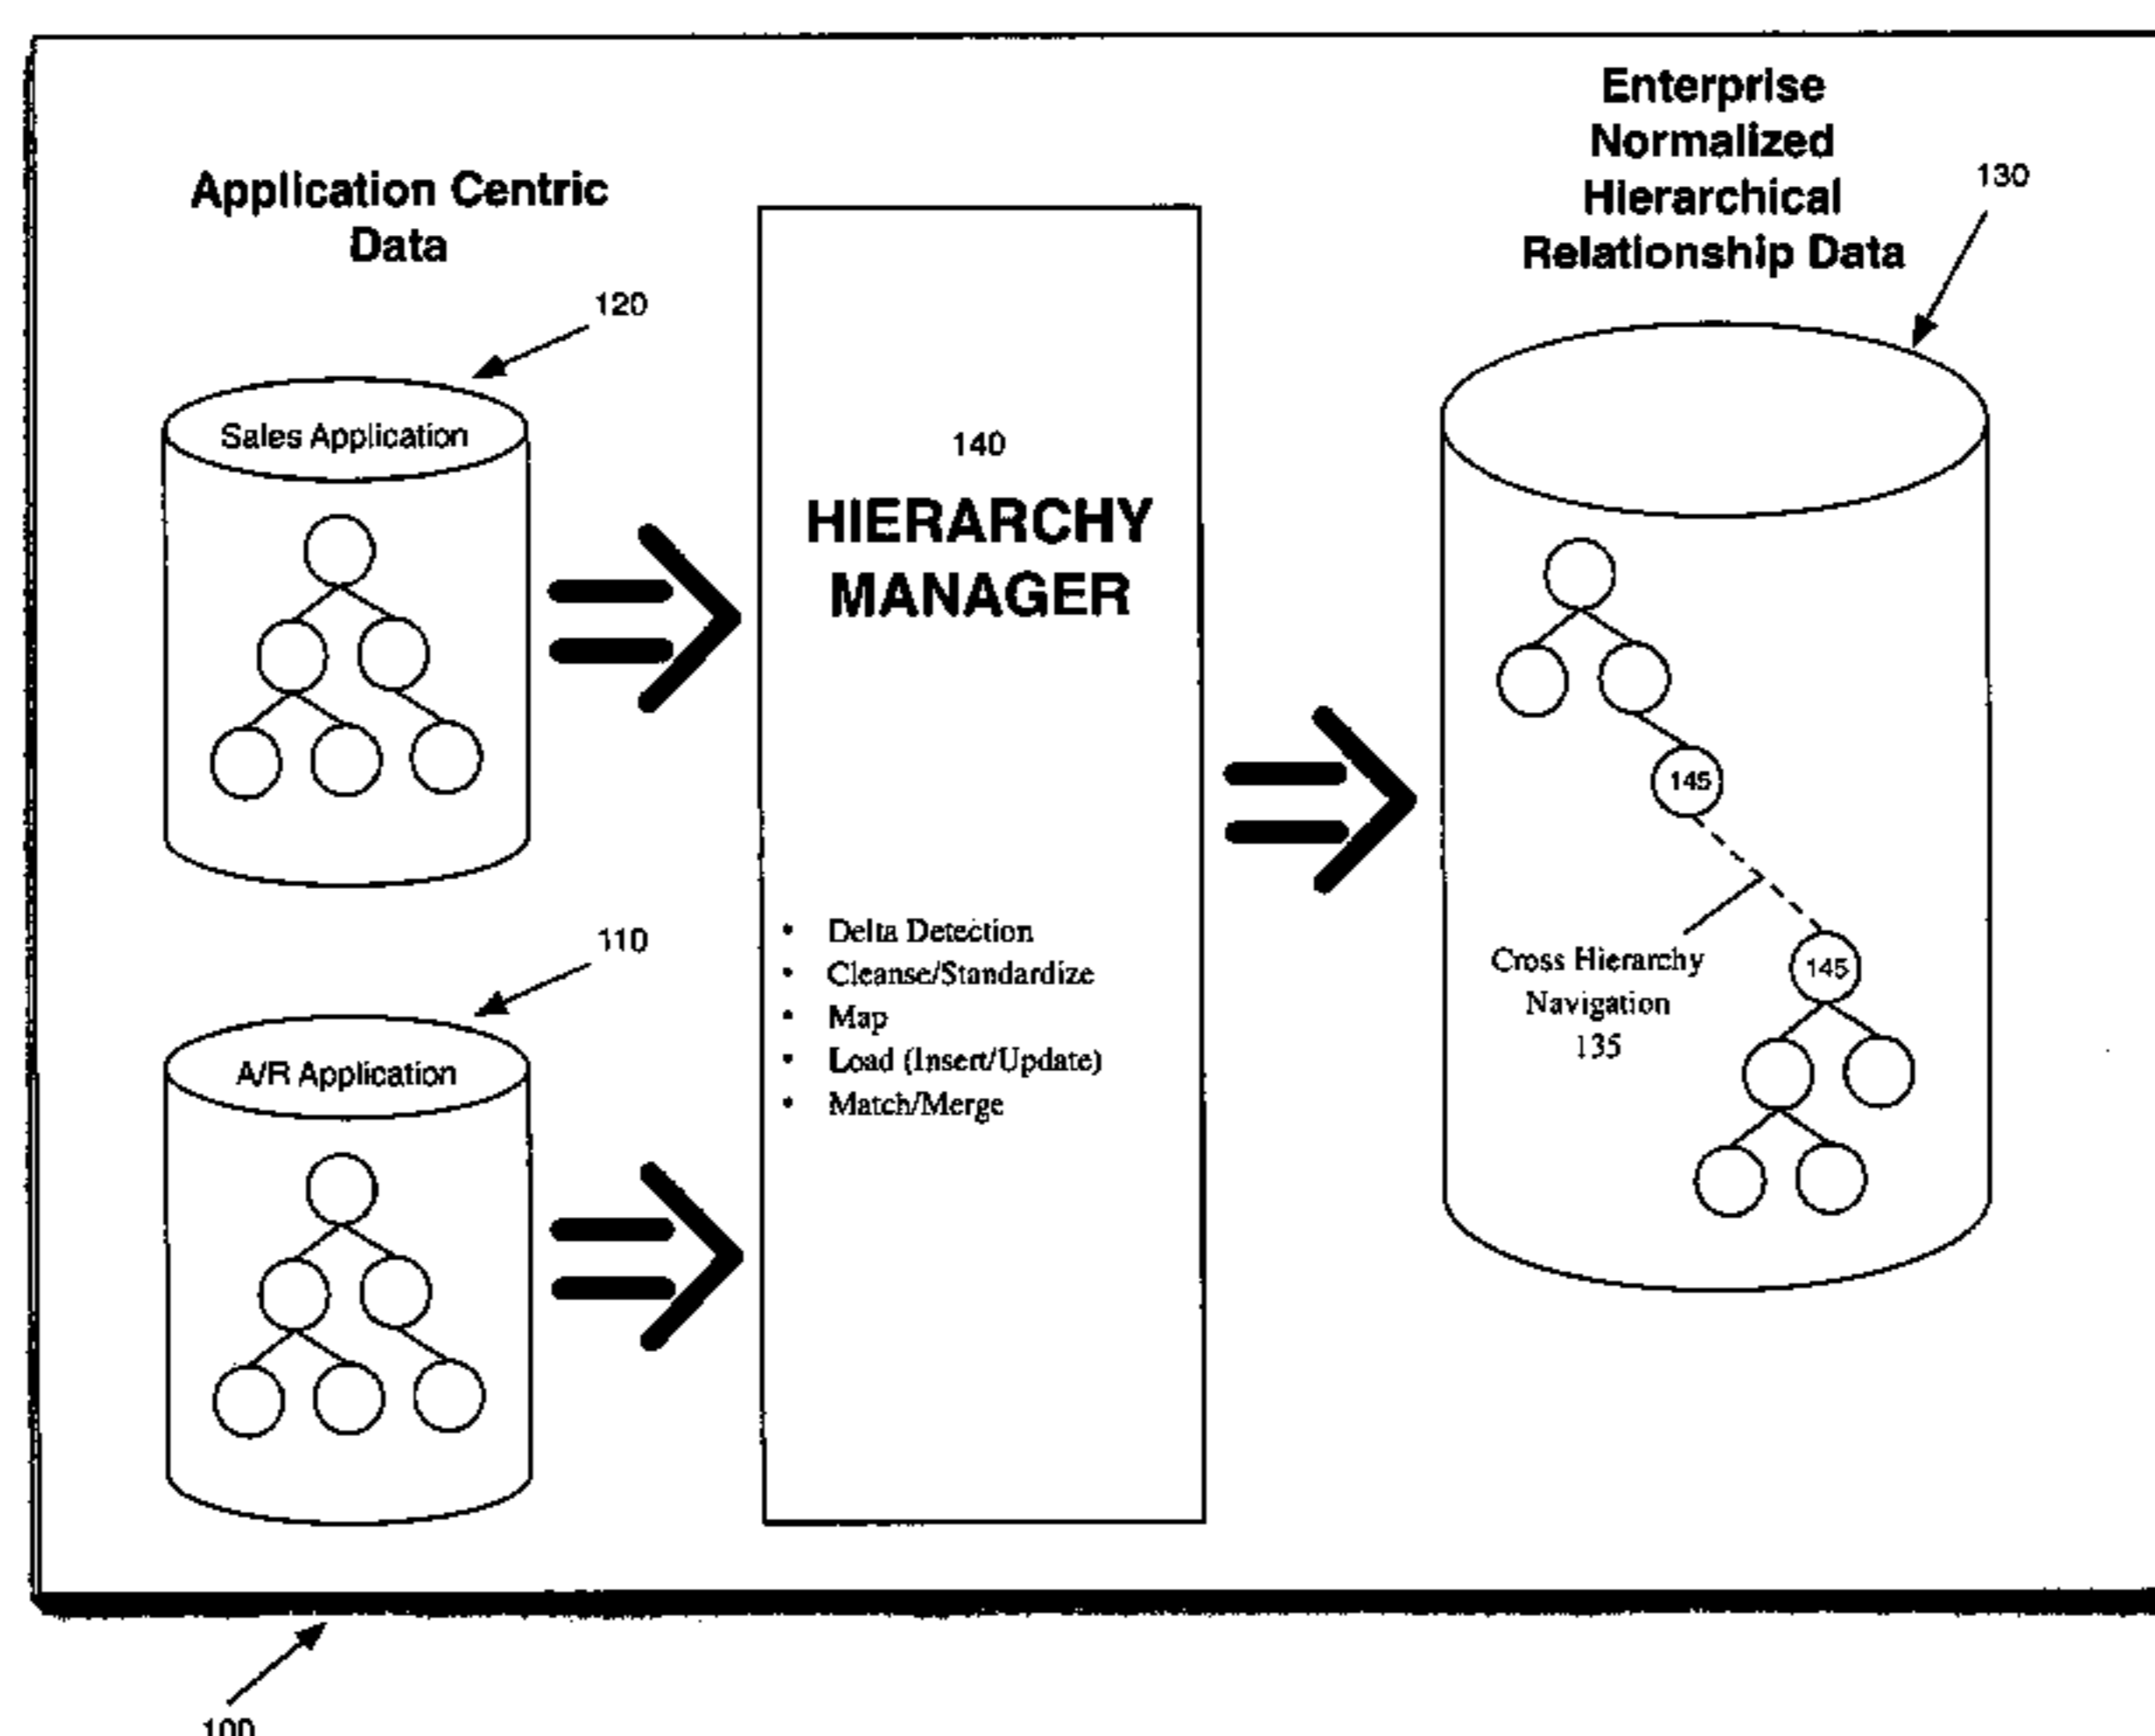 Application Centric
Data
120
Sales Application
110
A/R Application
140
HIERARCHY
MANAGER
• Delta Detection
• Cleanse/Standardize
• Map
• Load (Insert/Update)
• Match/Merge
Enterprise
Normalized
Hierarchical
Relationship Data
130
145
Cross Hierarchy
Navigation
135
145
100